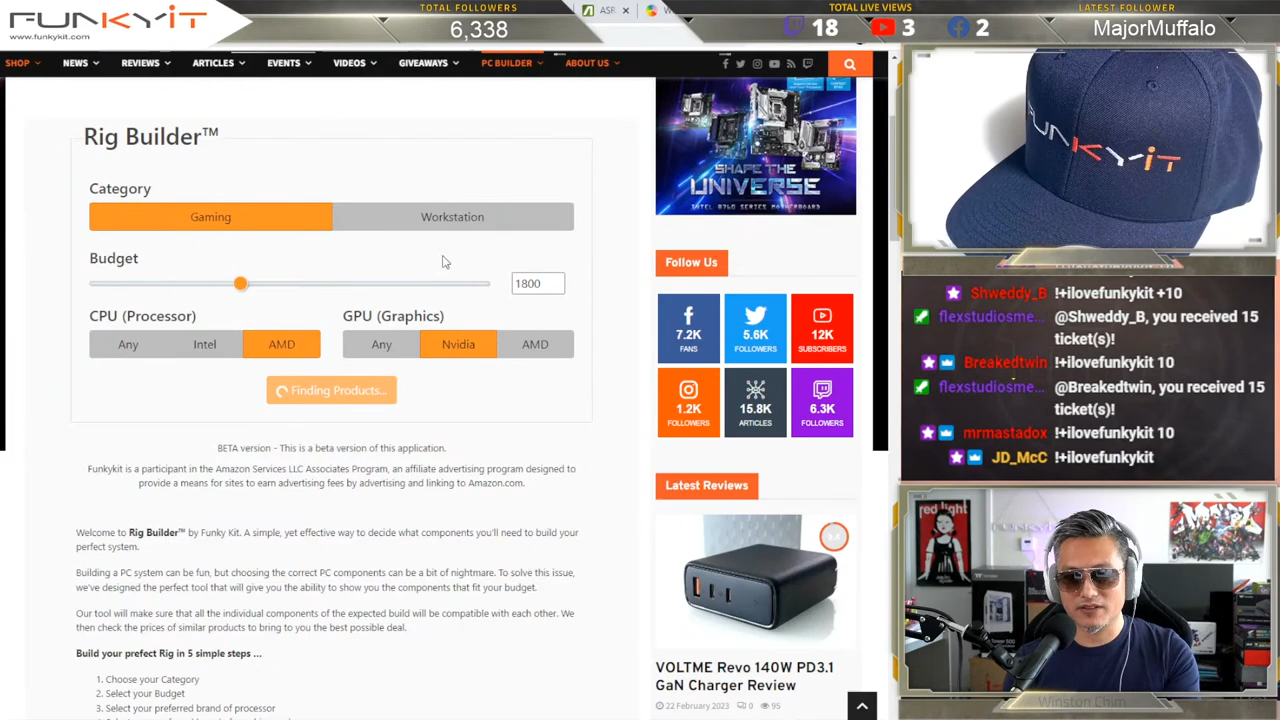 FUNKYIT
www.funkykit.com
TOTAL FOLLOWERS
6,338
TOTAL LIVE VIEWS
18
3
2
LATEST FOLLOWER
MajorMuffalo
SHOP
NEWS
REVIEWS
ARTICLES
EVENTS
VIDEOS
GIVEAWAYS
PC BUILDER
ABOUT US
Rig Builder™
Category
Gaming
Workstation
Budget
1800
CPU (Processor)
Any
Intel
AMD
GPU (Graphics)
Any
Nvidia
AMD
Finding Products...
BETA version - This is a beta version of this application.
Funkykit is a participant in the Amazon Services LLC Associates Program, an affiliate advertising program designed to
provide a means for sites to earn advertising fees by advertising and linking to Amazon.com.
Welcome to Rig Builder™ by Funky Kit. A simple, yet effective way to decide what components you'll need to build your
perfect system.
Building a PC system can be fun, but choosing the correct PC components can be a bit of nightmare. To solve this issue,
we've designed the perfect tool that will give you the ability to show you the components that fit your budget.
Our tool will make sure that all the individual components of the expected build will be compatible with each other. We
then check the prices of similar products to bring to you the best possible deal.
Build your prefect Rig in 5 simple steps ...
1. Choose your Category
2. Select your Budget
3. Select your preferred brand of processor
SHAPE THE
UNIVERSE
INTEL B760 SERIES MOTHERBOARD
Follow Us
7.2K
FANS
5.6K
FOLLOWERS
12K
SUBSCRIBERS
1.2K
FOLLOWERS
15.8K
ARTICLES
6.3K
FOLLOWERS
Latest Reviews
VOLTME Revo 140W PD3.1
GaN Charger Review
22 February 2023
0
95
FUNKYIT
Shweddy_B !+ilovefunkykit +10
flexstudiosme... @Shweddy_B, you received 15
ticket(s)!
Breakedtwin !+ilovefunkykit 10
flexstudiosme... @Breakedtwin, you received 15
ticket(s)!
mrmastadox !+ilovefunkykit 10
JD_McC !+ilovefunkykit
red light
Winston Chim